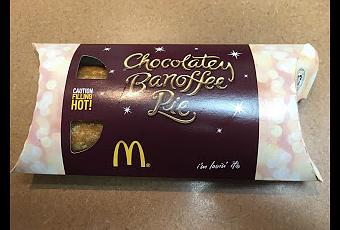 Chocolatey
Banoffee
Pie
CAUTION
FILLING
HOT!
M
i'm lovin' it